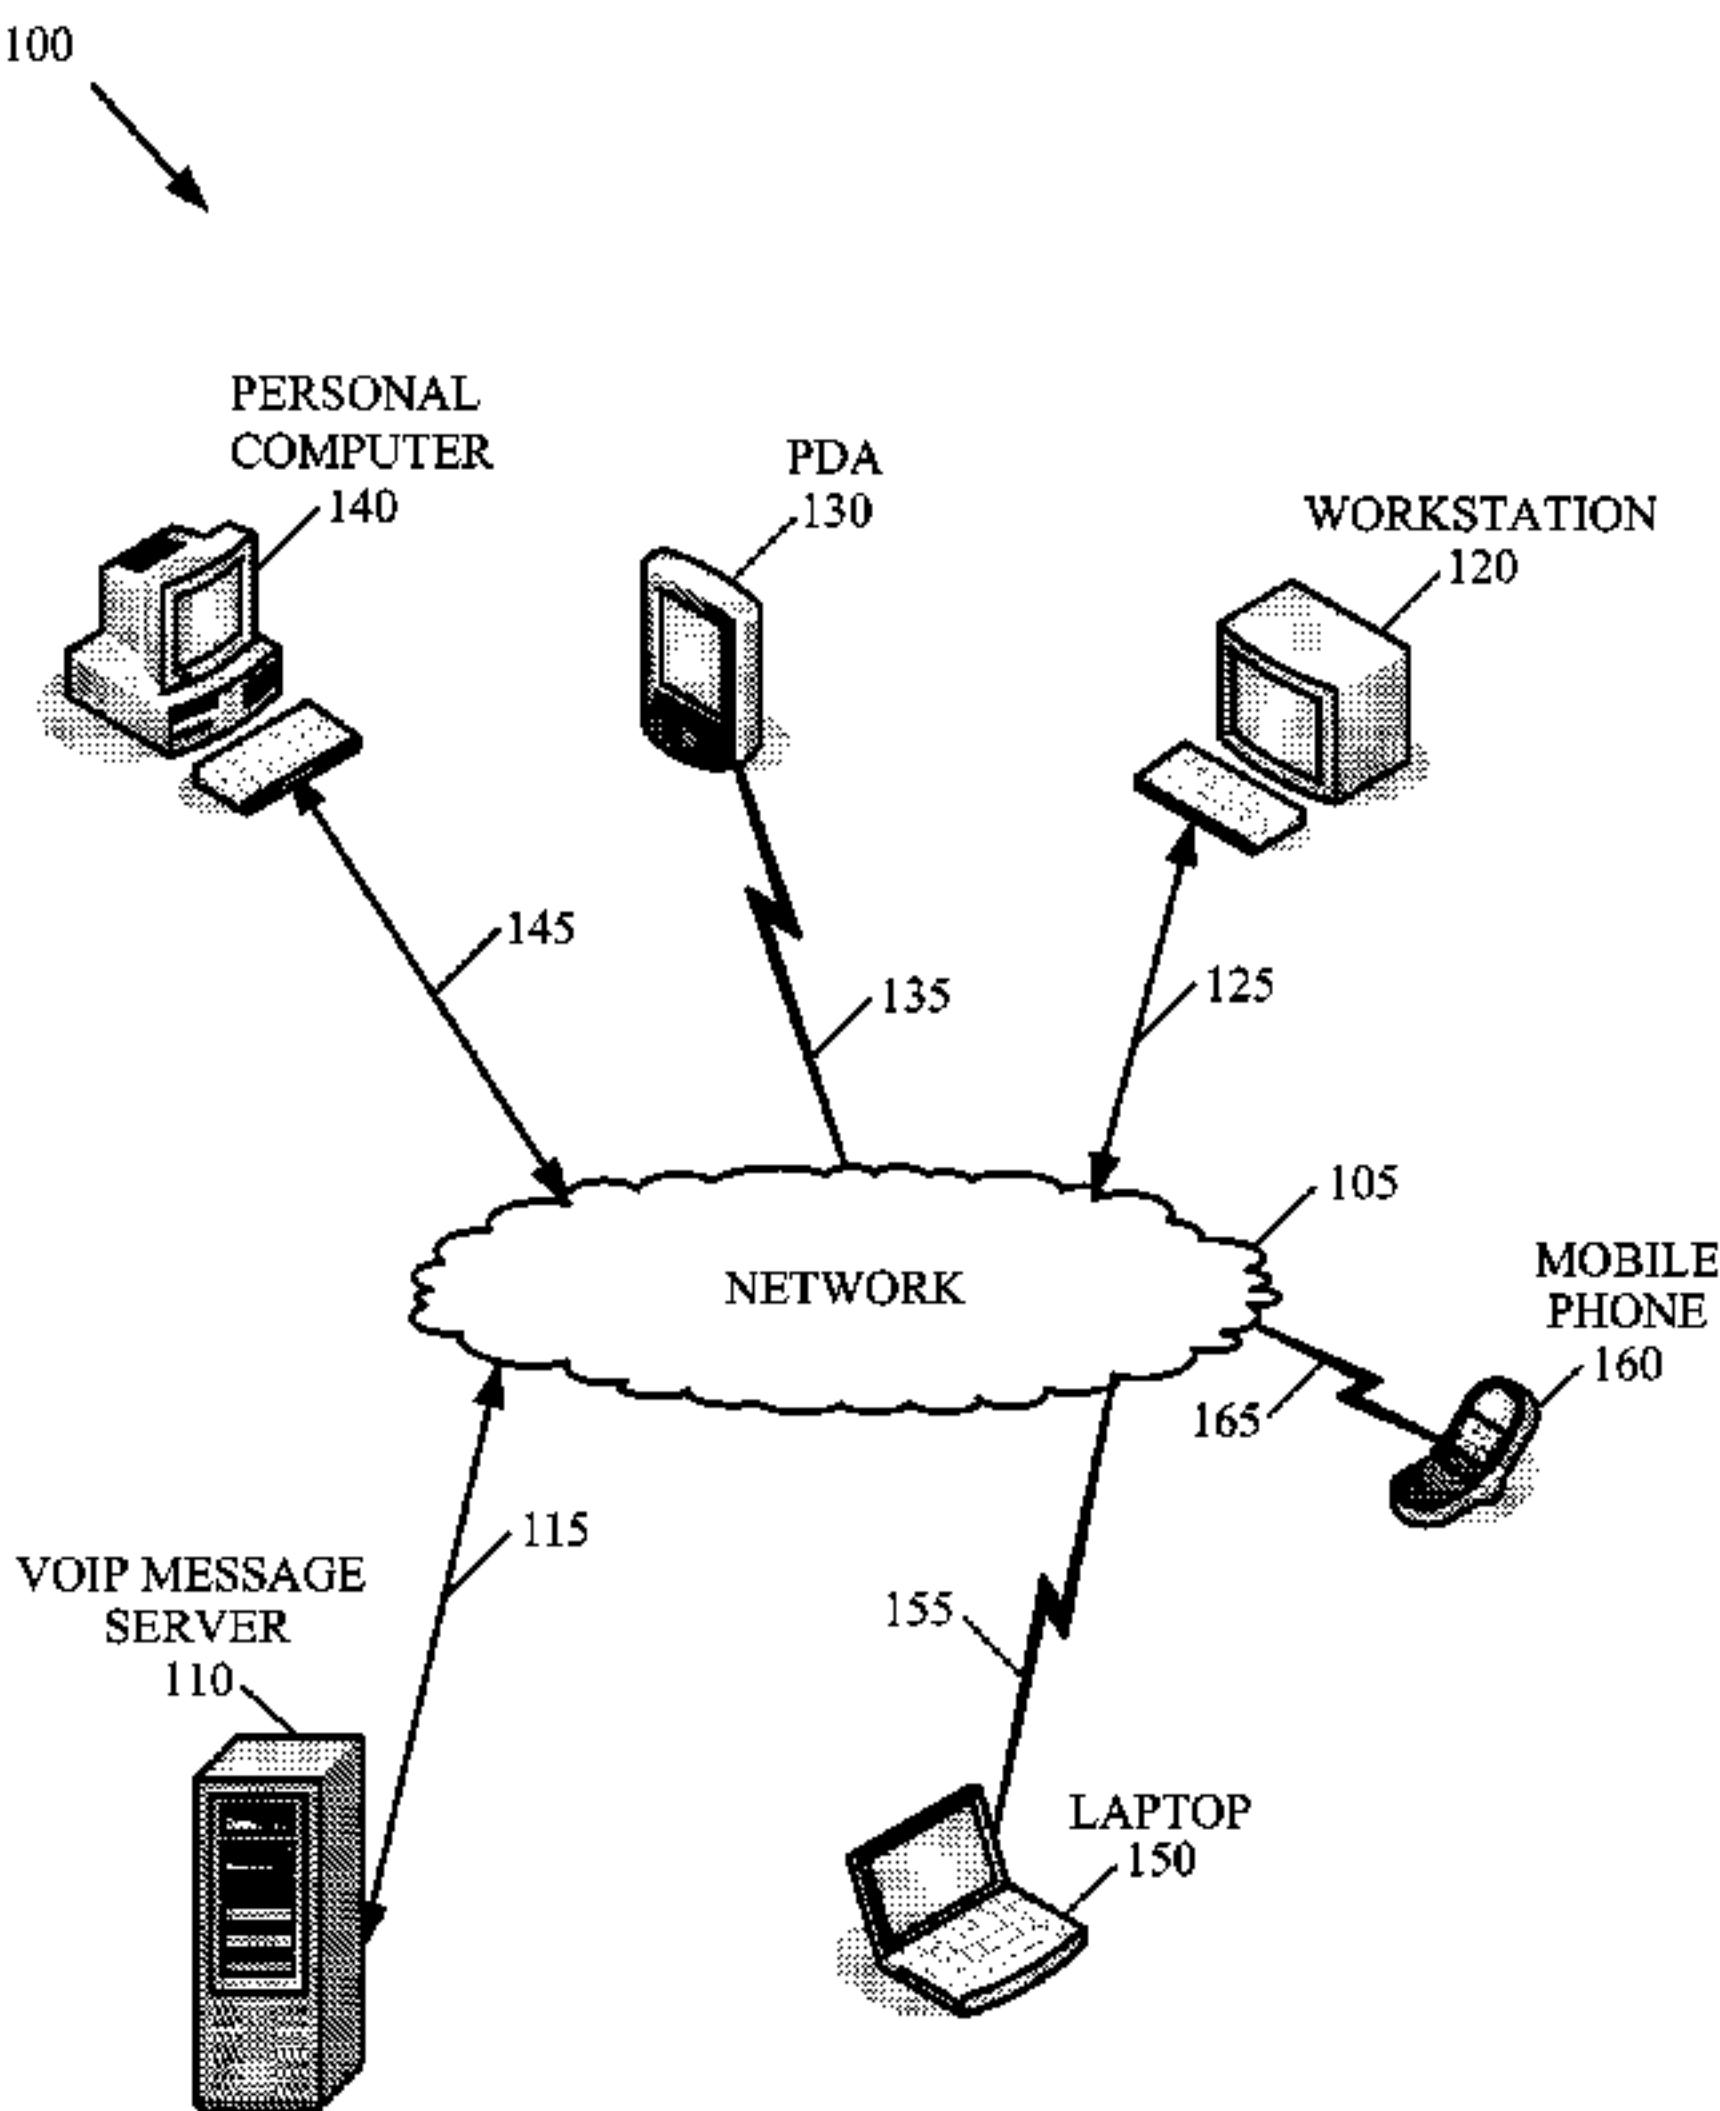 100
PERSONAL
COMPUTER
140
PDA
130
WORKSTATION
120
145
135
125
105
NETWORK
MOBILE
PHONE
160
165
115
VOIP MESSAGE
SERVER
110
155
LAPTOP
150